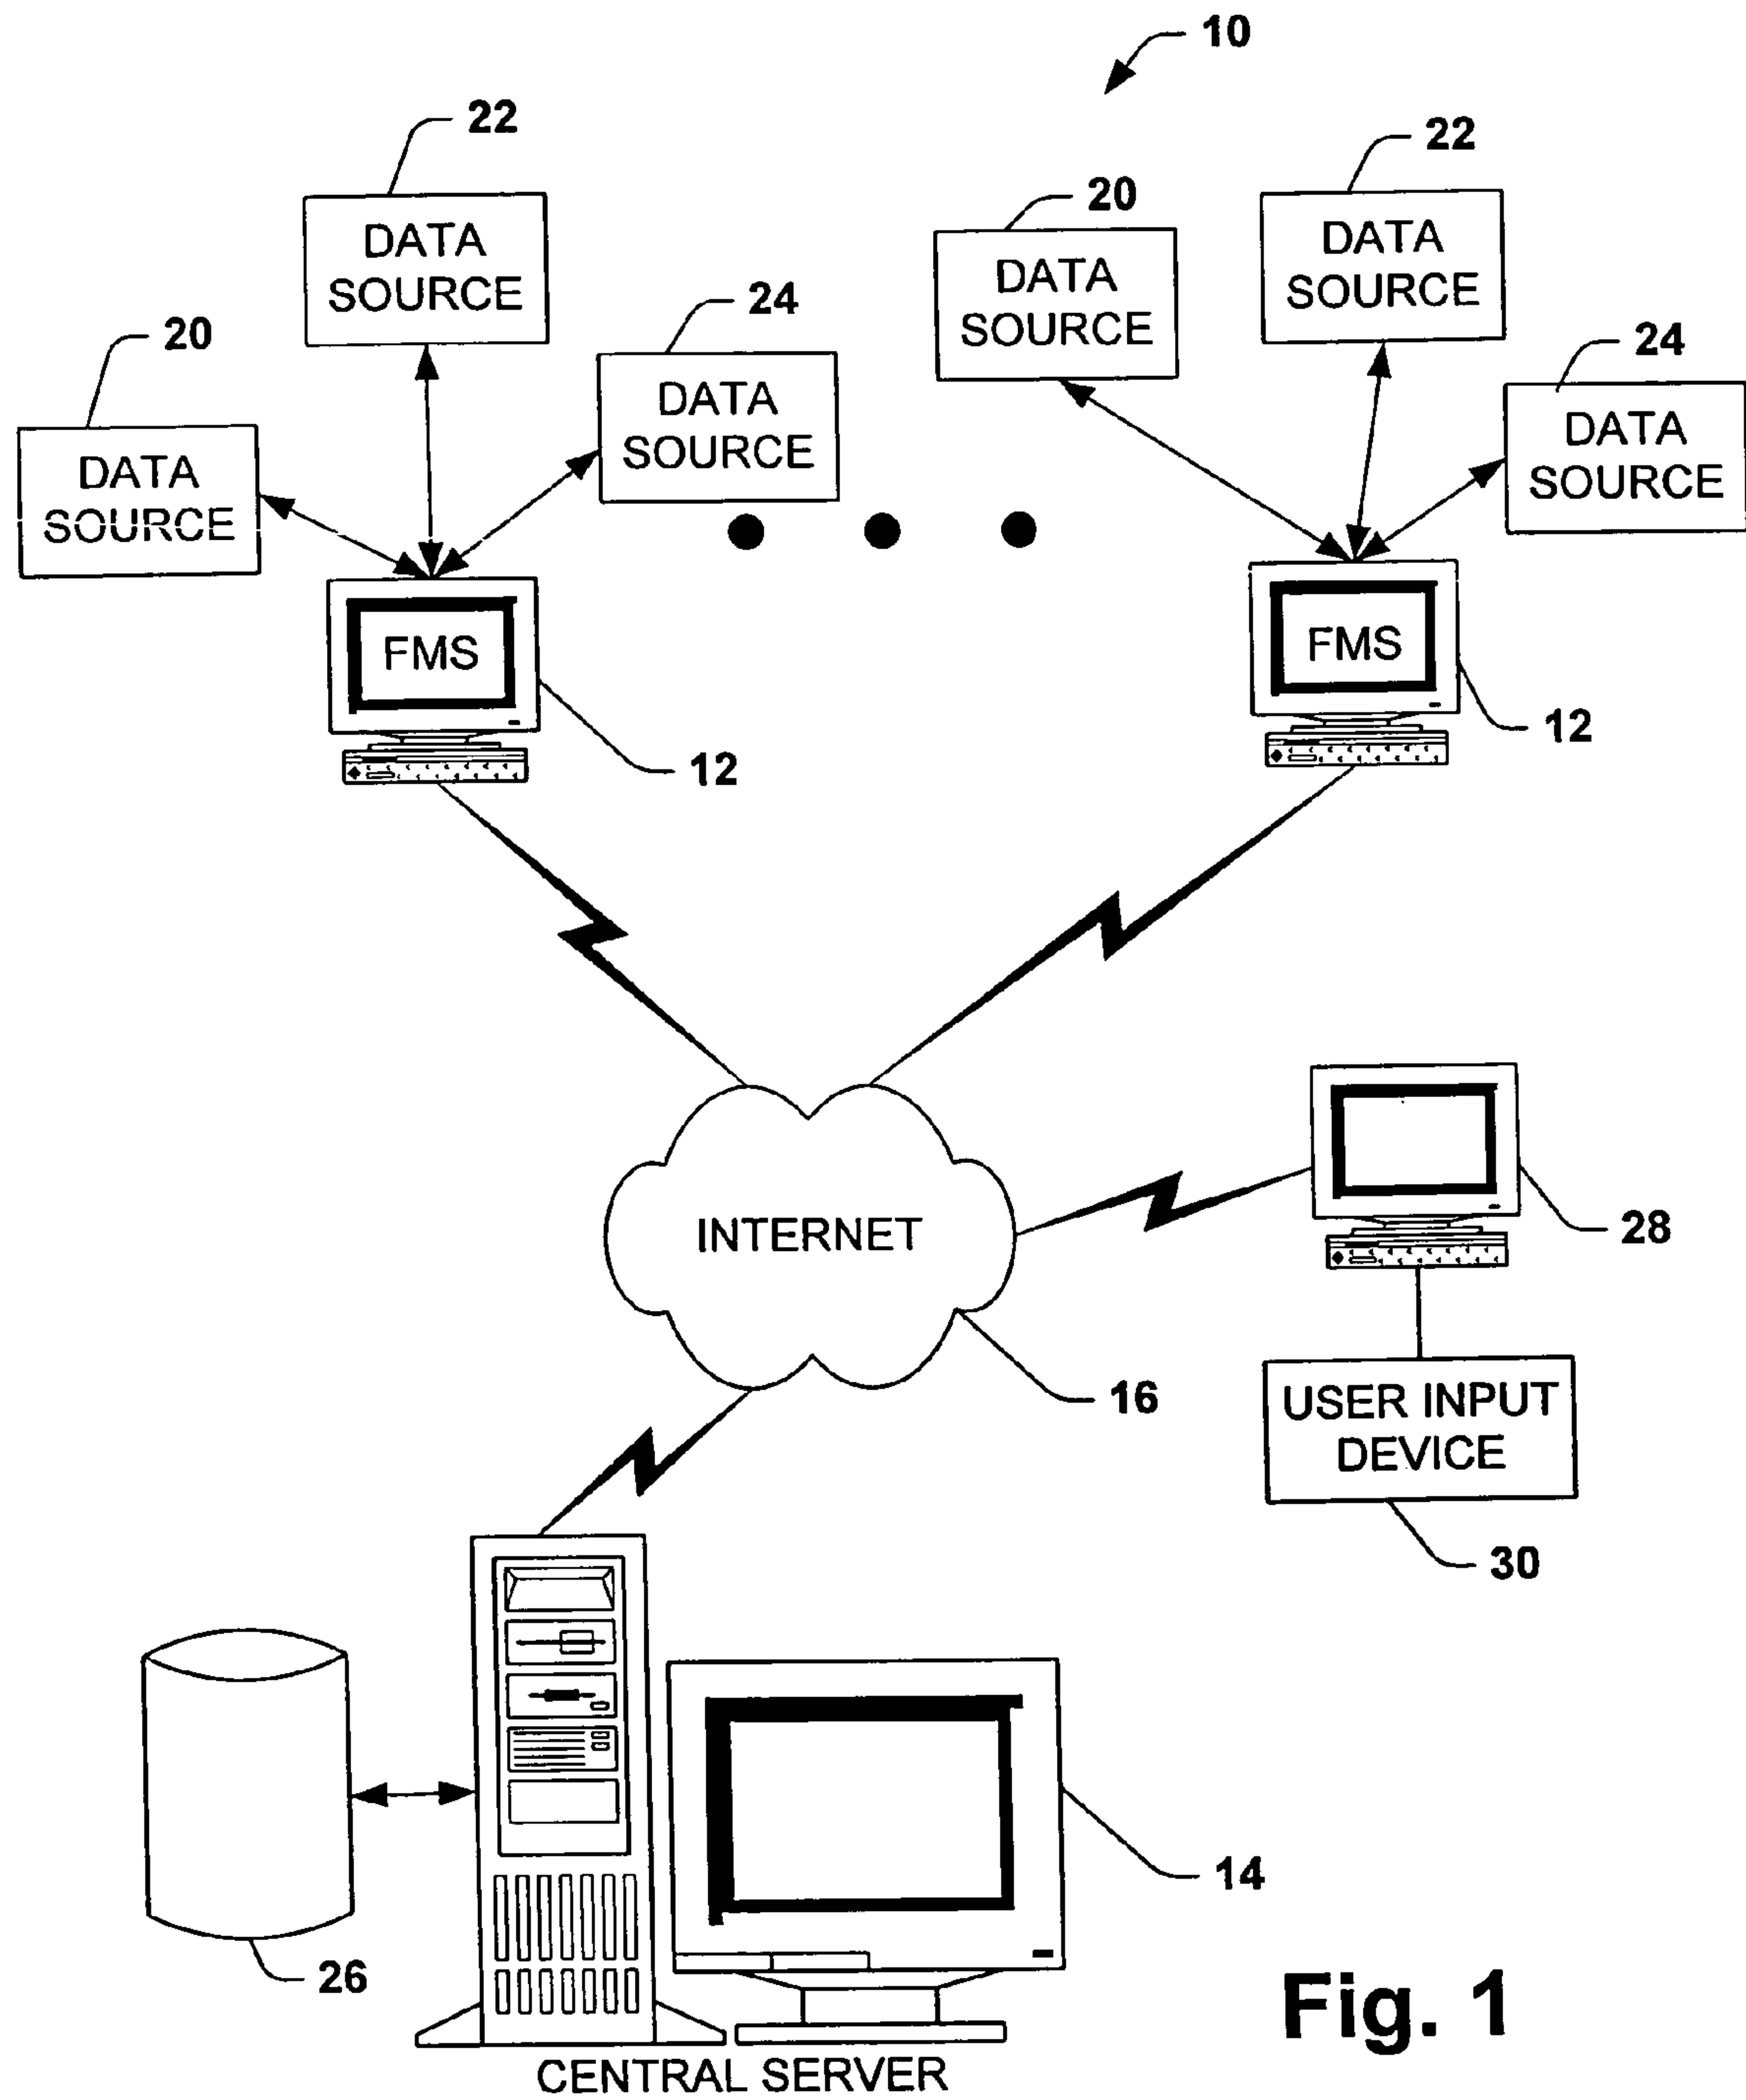 10
22
22
DATA
SOURCE
20
DATA
SOURCE
20
DATA
SOURCE
24
DATA
SOURCE
24
DATA
SOURCE
DATA
SOURCE
FMS
FMS
12
12
INTERNET
28
16
USER INPUT
DEVICE
30
14
26
Fig. 1
CENTRAL SERVER